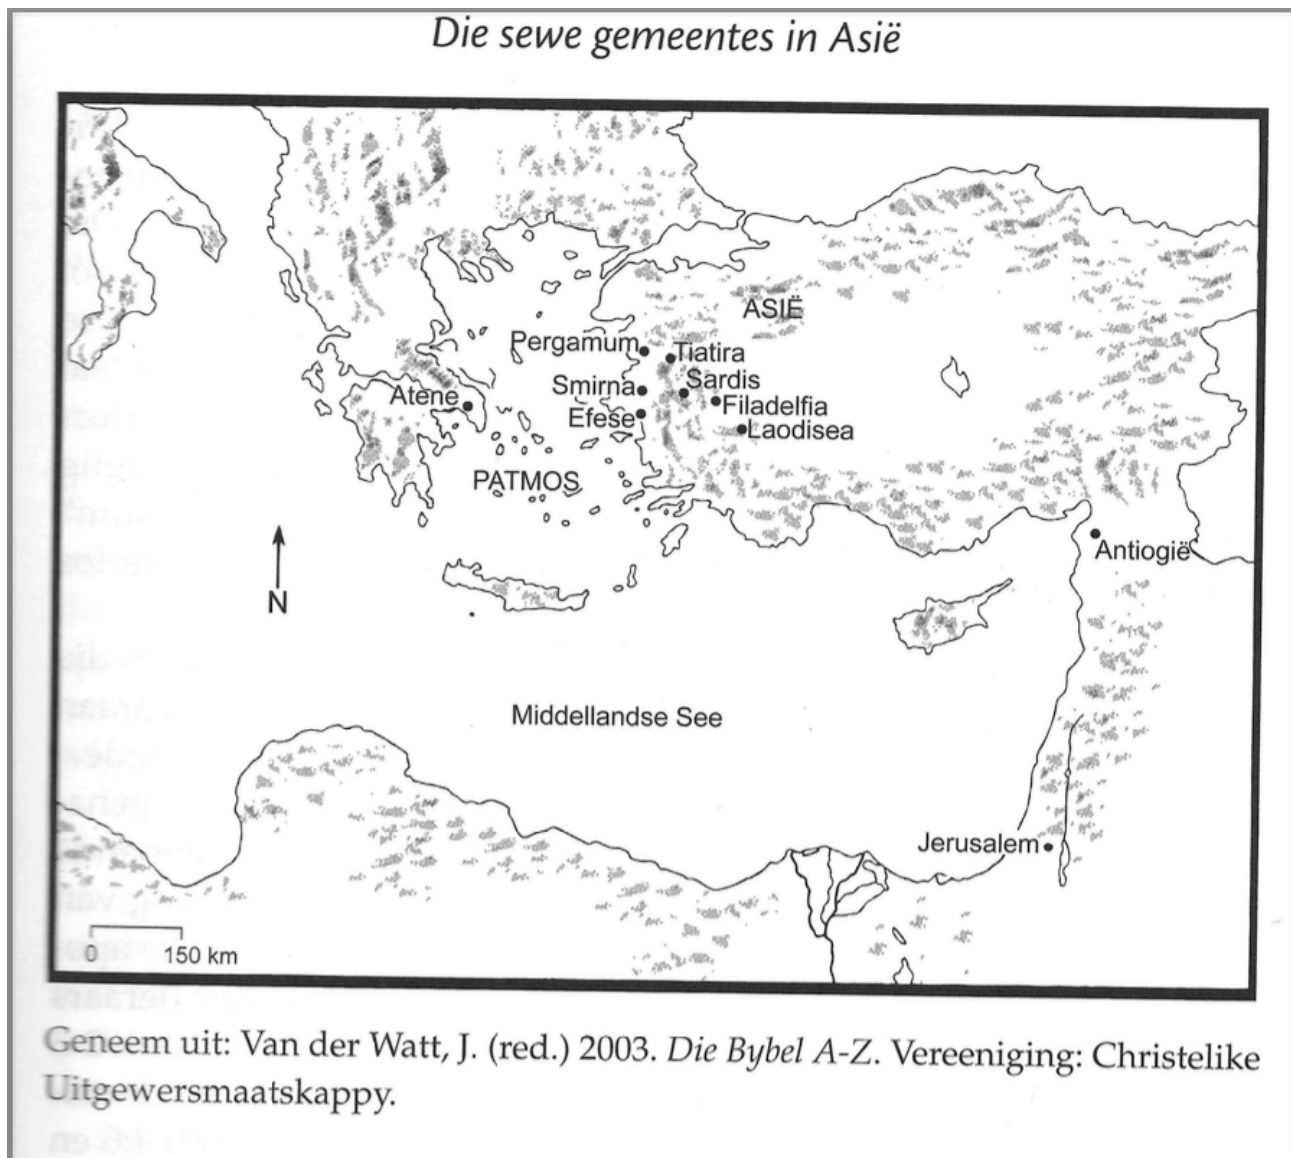 Die sewe gemeentes in Asië
ASIË
Pergamum
Tiatira
Smirna
Sardis
Atene
Efese
Filadelfia
Laodisea
PATMOS
Antiogië
N
Middellandse See
Jerusalem
0 150 km
Geneem uit: Van der Watt, J. (red.) 2003. Die Bybel A-Z. Vereeniging: Christelike
Uitgewersmaatskappy.